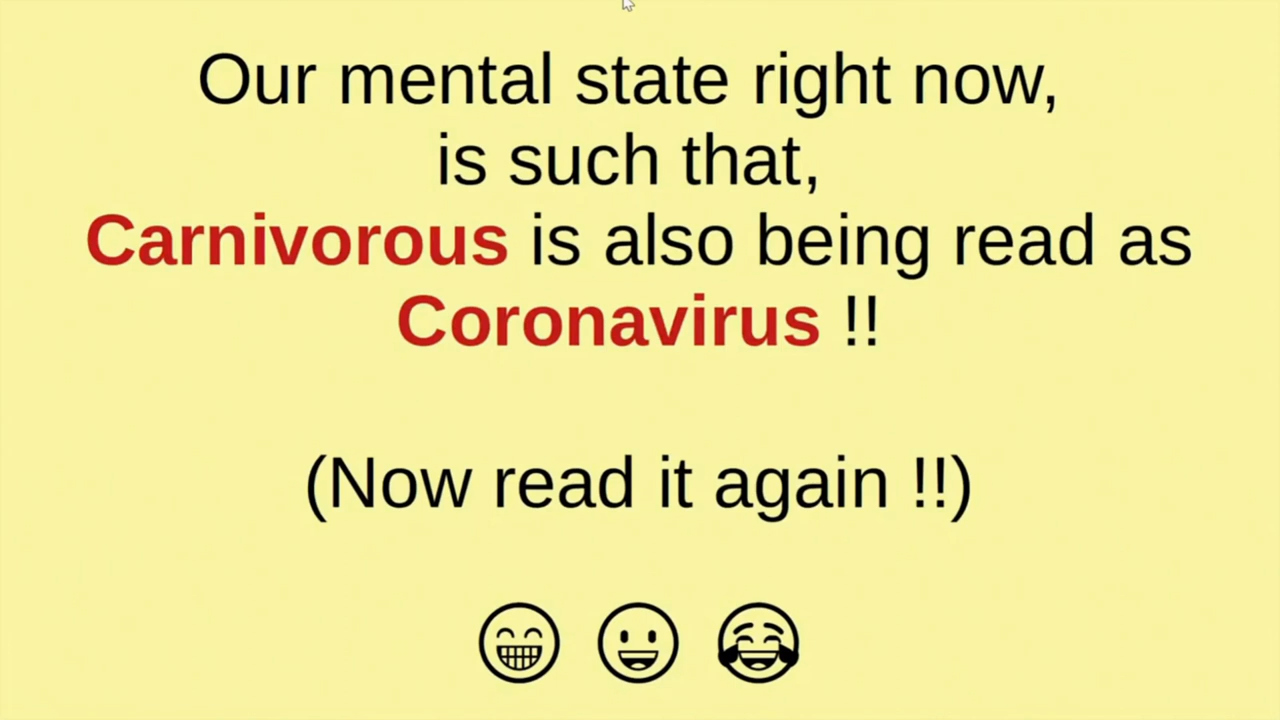 Our mental state right now,
is such that,
Carnivorous is also being read as
Coronavirus !!
(Now read it again !!)